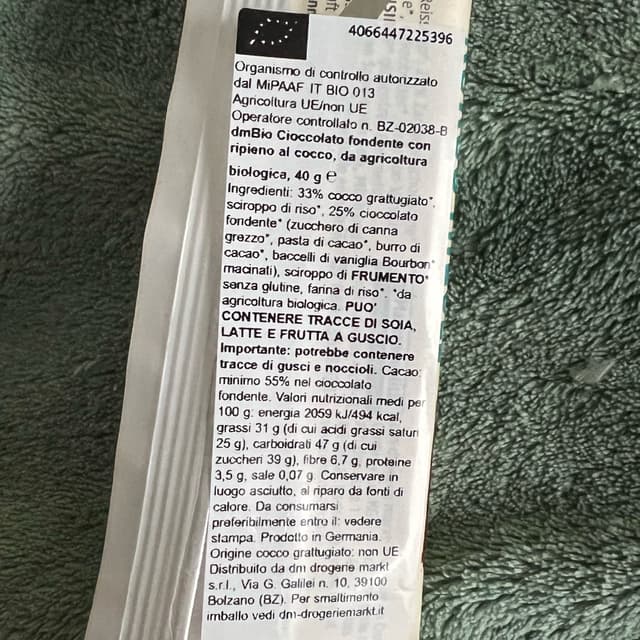 4066447225396
Organismo di controllo autorizzato
dal MiPAAF IT BIO 013
Agricoltura UE/non UE
Operatore controllato n. BZ-02038-B
dmBio Cioccolato fondente con
ripieno al cocco, da agricoltura
biologica, 40 g ℮
Ingredienti: 33% cocco grattugiato*,
sciroppo di riso*, 25% cioccolato
fondente* (zucchero di canna
grezzo*, pasta di cacao*, burro di
cacao*, baccelli di vaniglia Bourbon*
macinati), sciroppo di FRUMENTO*
senza glutine, farina di riso*. *da
agricoltura biologica. PUO'
CONTENERE TRACCE DI SOIA,
LATTE E FRUTTA A GUSCIO.
Importante: potrebbe contenere
tracce di gusci e noccioli. Cacao:
minimo 55% nel cioccolato
fondente. Valori nutrizionali medi per
100 g: energia 2059 kJ/494 kcal,
grassi 31 g (di cui acidi grassi saturi
25 g), carboidrati 47 g (di cui
zuccheri 39 g), fibre 6,7 g, proteine
3,5 g, sale 0,07 g. Conservare in
luogo asciutto, al riparo da fonti di
calore. Da consumarsi
preferibilmente entro il: vedere
stampa. Prodotto in Germania.
Origine cocco grattugiato: non UE
Distribuito da dm drogerie markt
s.r.l., Via G. Galilei n. 10, 39100
Bolzano (BZ). Per smaltimento
imballo vedi dm-drogeriemarkt.it